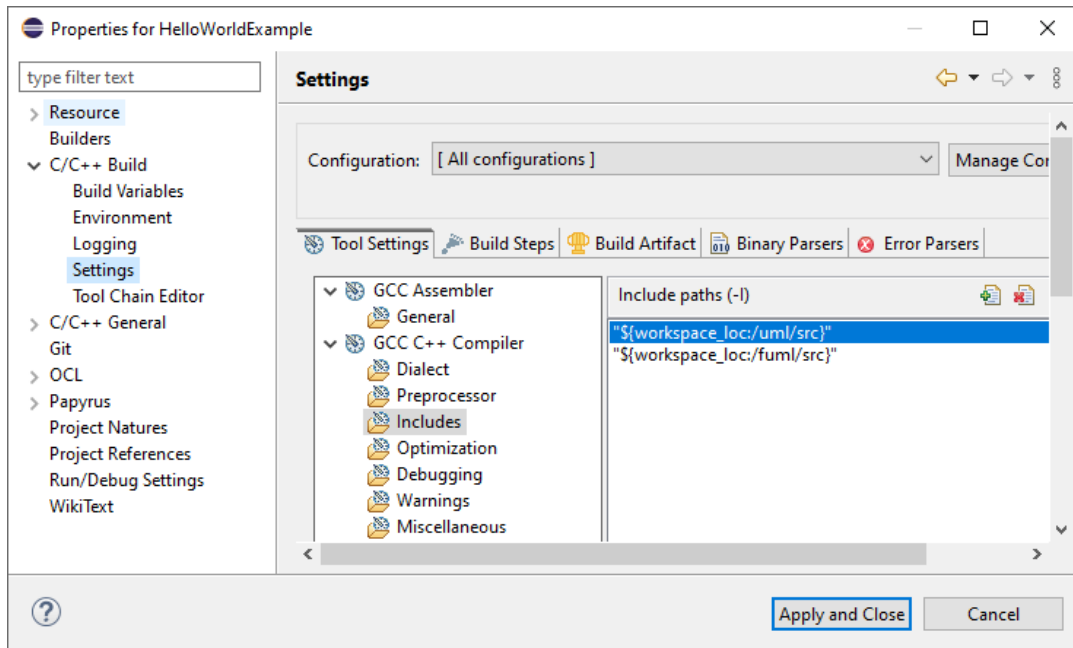 Properties for HelloWorldExample
type filter text
Resource
Builders
C/C++ Build
Build Variables
Environment
Logging
Settings
Tool Chain Editor
C/C++ General
Git
OCL
Papyrus
Project Natures
Project References
Run/Debug Settings
WikiText
Settings
Configuration: [ All configurations ] Manage Cor
Tool Settings Build Steps Build Artifact Binary Parsers Error Parsers
GCC Assembler
General
GCC C++ Compiler
Dialect
Preprocessor
Includes
Optimization
Debugging
Warnings
Miscellaneous
Include paths (-I)
"${workspace_loc:/uml/src}"
"${workspace_loc:/fuml/src}"
Apply and Close Cancel